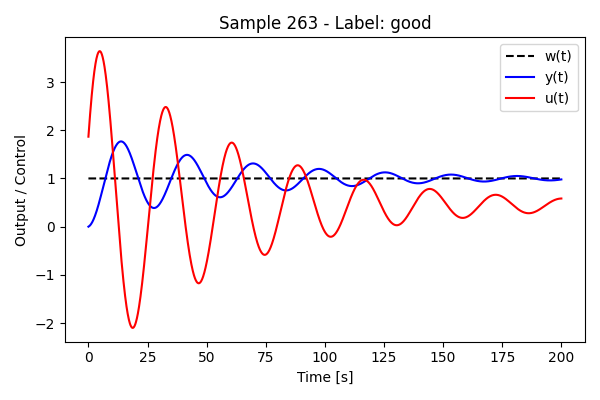 Sample 263 - Label: good
w(t)
y(t)
u(t)
Output / Control
3
2
1
0
−1
−2
0 25 50 75 100 125 150 175 200
Time [s]